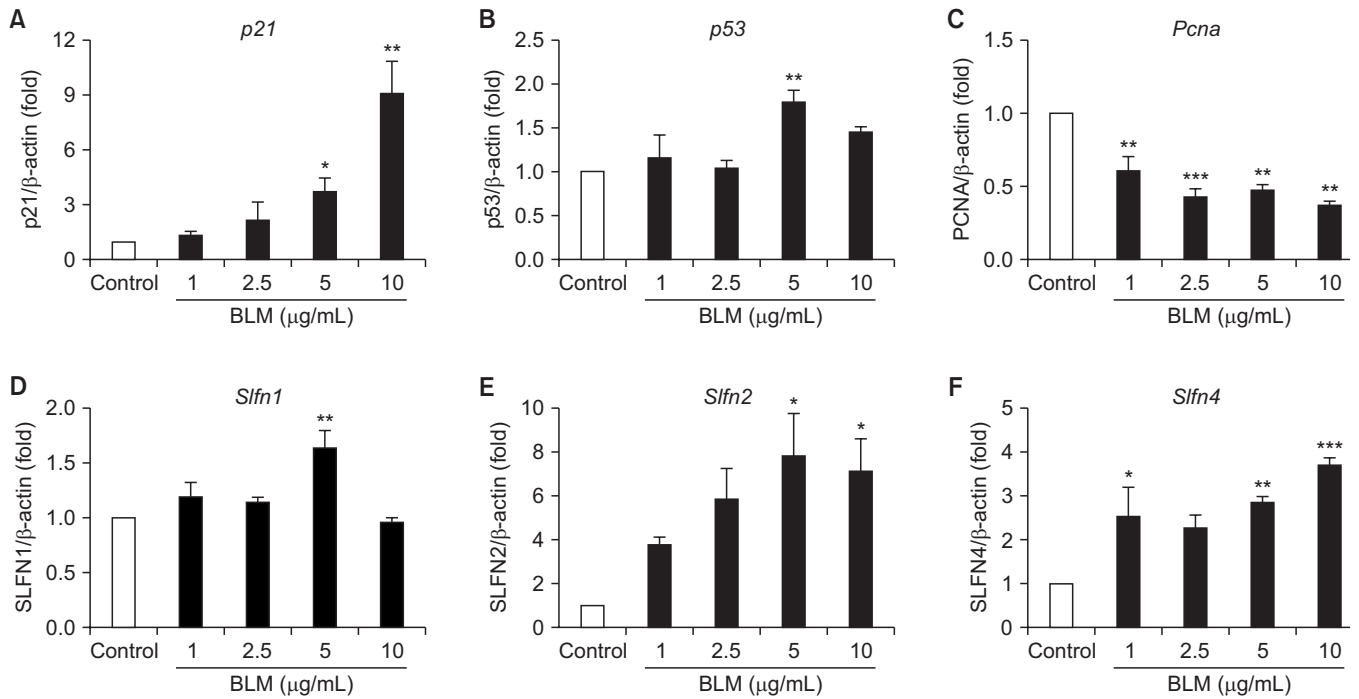 A
p21
p21/β-actin (fold)
12
**
9
6
*
3
0
Control 1 2.5 5 10
BLM (μg/mL)
B
p53
p53/β-actin (fold)
2.5
2.0
**
1.5
1.0
0.5
0.0
Control 1 2.5 5 10
BLM (μg/mL)
C
Pcna
PCNA/β-actin (fold)
1.5
1.0
** *** ** **
0.5
0.0
Control 1 2.5 5 10
BLM (μg/mL)
D
Slfn1
SLFN1/β-actin (fold)
2.0
**
1.5
1.0
0.5
0.0
Control 1 2.5 5 10
BLM (μg/mL)
E
Slfn2
SLFN2/β-actin (fold)
10
* *
8
6
4
2
0
Control 1 2.5 5 10
BLM (μg/mL)
F
Slfn4
SLFN4/β-actin (fold)
5
4
* ** ***
3
2
1
0
Control 1 2.5 5 10
BLM (μg/mL)